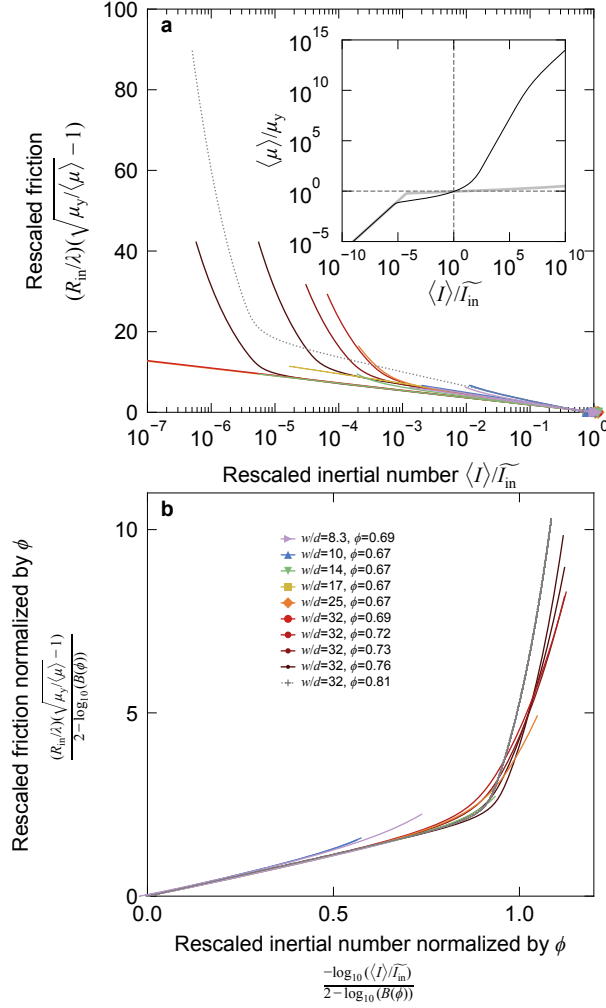 a
100
80
60
40
20
0
Rescaled friction
(R_in/λ)(√(μ_y/⟨μ⟩) − 1)
10^−7 10^−6 10^−5 10^−4 10^−3 10^−2 10^−1 10^0
Rescaled inertial number ⟨I⟩/Ĩ_in
10^15
10^10
10^5
10^0
10^−5
⟨μ⟩/μ_y
10^−10 10^−5 10^0 10^5 10^10
⟨I⟩/Ĩ_in
b
10
5
0
Rescaled friction normalized by ϕ
(R_in/λ)(√(μ_y/⟨μ⟩) − 1)
2−log_10(B(ϕ))
w/d=8.3, ϕ=0.69
w/d=10, ϕ=0.67
w/d=14, ϕ=0.67
w/d=17, ϕ=0.67
w/d=25, ϕ=0.67
w/d=32, ϕ=0.69
w/d=32, ϕ=0.72
w/d=32, ϕ=0.73
w/d=32, ϕ=0.76
w/d=32, ϕ=0.81
0.0 0.5 1.0
Rescaled inertial number normalized by ϕ
−log_10(⟨I⟩/Ĩ_in)
2−log_10(B(ϕ))